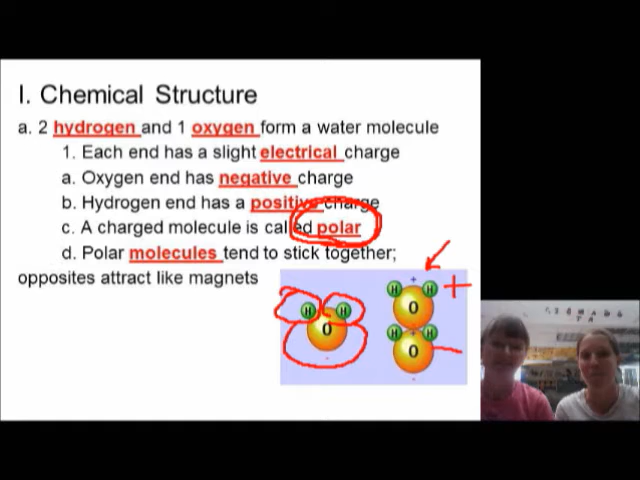 I. Chemical Structure
a. 2 hydrogen and 1 oxygen form a water molecule
1. Each end has a slight electrical charge
a. Oxygen end has negative charge
b. Hydrogen end has a positive charge
c. A charged molecule is called polar
d. Polar molecules tend to stick together;
opposites attract like magnets
+
H H +
O
H H
O
H + H
O
-
-